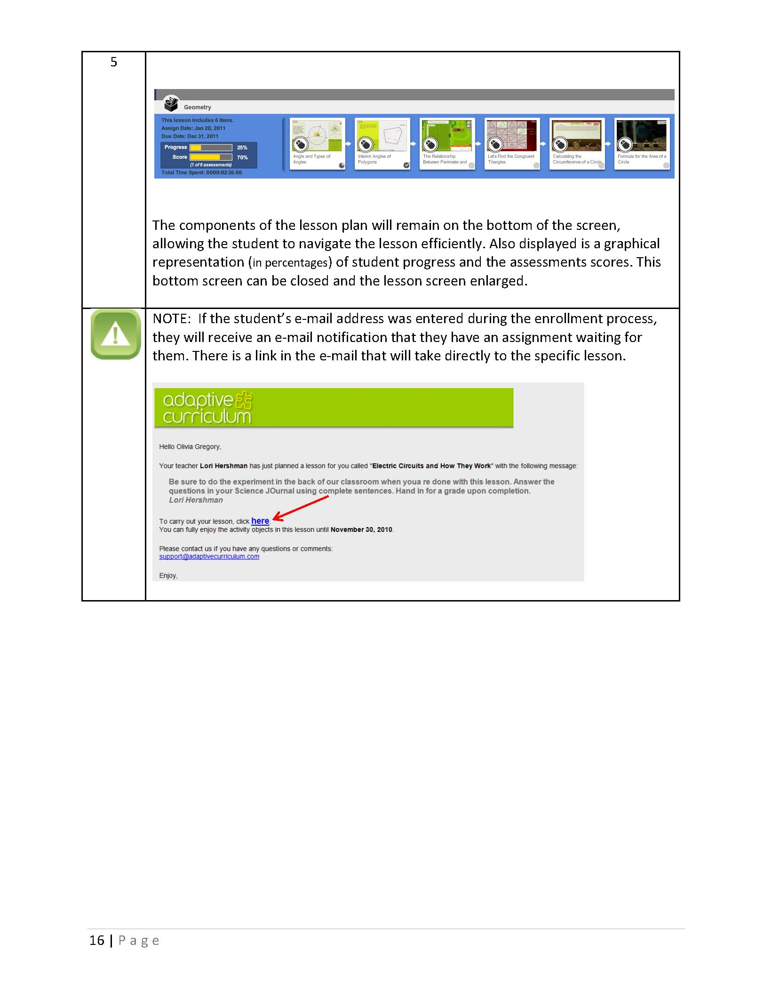 5
Geometry
This lesson includes 6 items.
Assign Date: Jan 20, 2011
Due Date: Dec 31, 2011
Progress 25%
Score 70%
(1 of 6 assessments)
Total Time Spent: 0000:02:36.00
Angle and Types of
Angles
Interior Angles of
Polygons
The Relationship
Between Perimeter and
Let's Find the Congruent
Triangles
Calculating the
Circumference of a Circle
Formula for the Area of a
Circle
The components of the lesson plan will remain on the bottom of the screen,
allowing the student to navigate the lesson efficiently. Also displayed is a graphical
representation (in percentages) of student progress and the assessments scores. This
bottom screen can be closed and the lesson screen enlarged.
NOTE:  If the student’s e-mail address was entered during the enrollment process,
they will receive an e-mail notification that they have an assignment waiting for
them. There is a link in the e-mail that will take directly to the specific lesson.
adaptive
curriculum
Hello Olivia Gregory,
Your teacher Lori Hershman has just planned a lesson for you called "Electric Circuits and How They Work" with the following message:
Be sure to do the experiment in the back of our classroom when youa re done with this lesson. Answer the
questions in your Science JOurnal using complete sentences. Hand in for a grade upon completion.
Lori Hershman
To carry out your lesson, click here.
You can fully enjoy the activity objects in this lesson until November 30, 2010.
Please contact us if you have any questions or comments:
support@adaptivecurriculum.com
Enjoy,
16 | Page